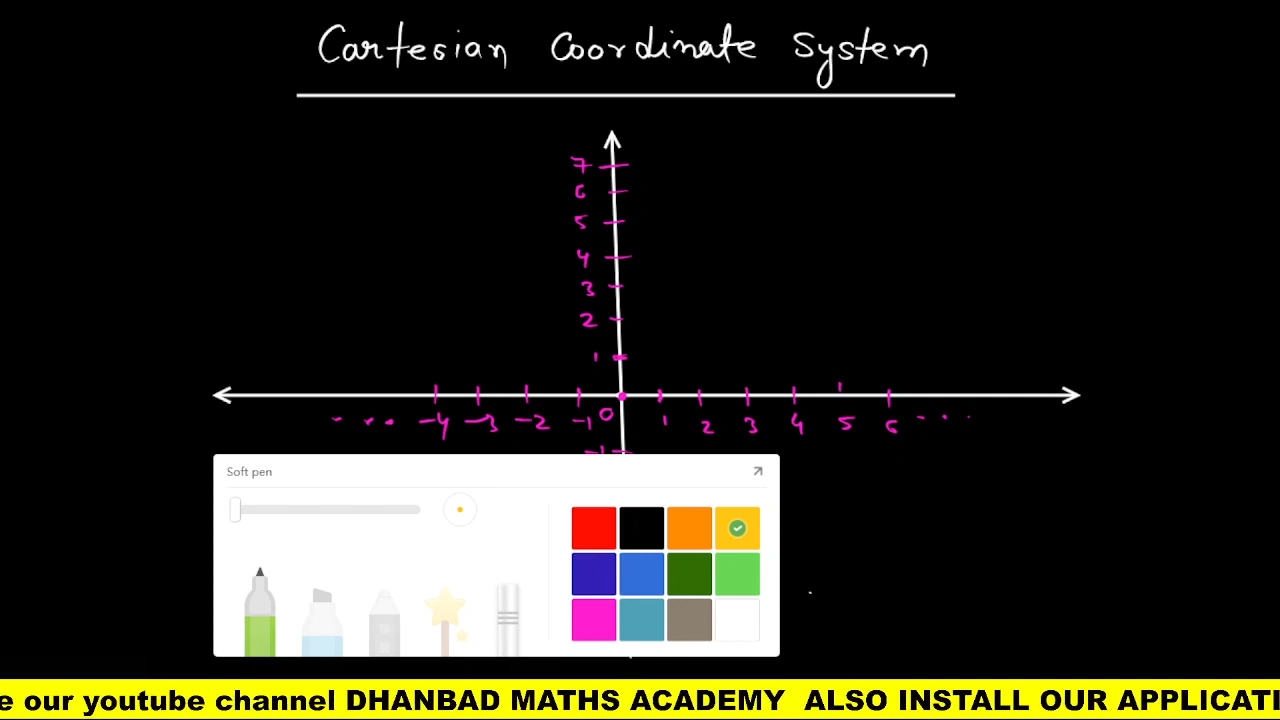 Cartesian Coordinate System
7
6
5
4
3
2
1
... -4 -3 -2 -1 0 1 2 3 4 5 6 ...
-1
Soft pen
e our youtube channel DHANBAD MATHS ACADEMY ALSO INSTALL OUR APPLICATI